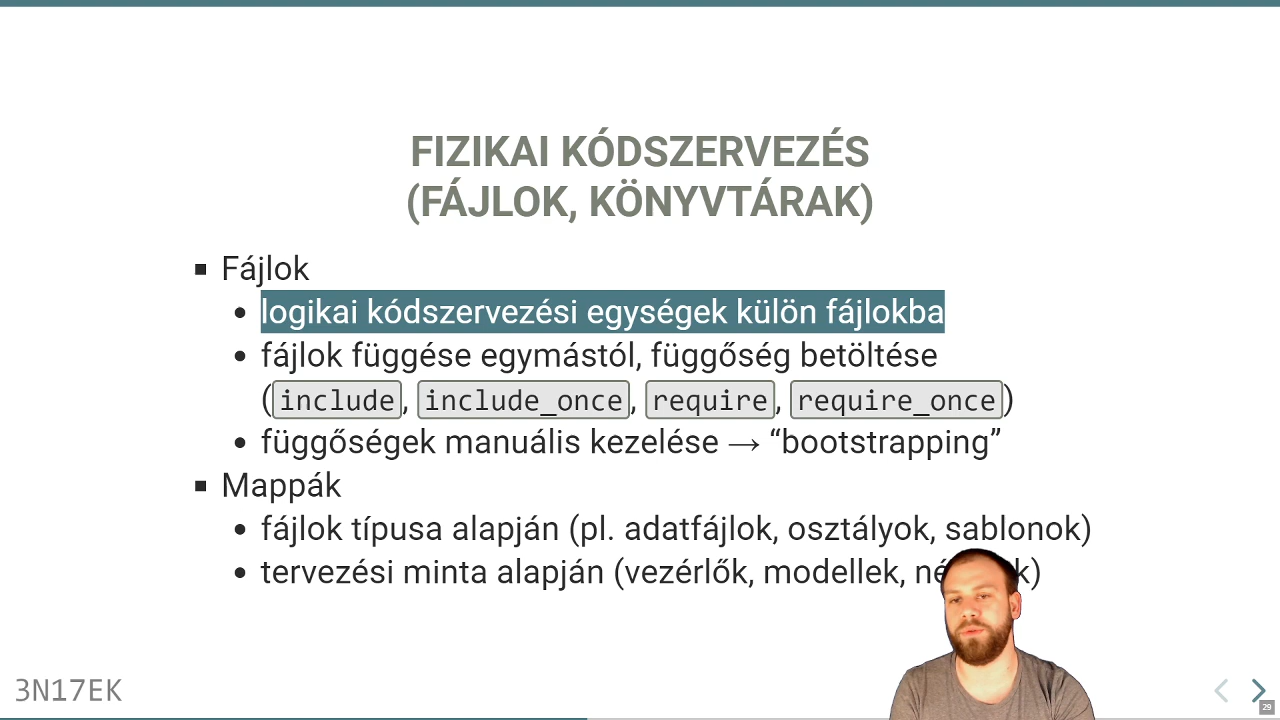 FIZIKAI KÓDSZERVEZÉS
(FÁJLOK, KÖNYVTÁRAK)
Fájlok
logikai kódszervezési egységek külön fájlokba
fájlok függése egymástól, függőség betöltése
(include, include_once, require, require_once)
függőségek manuális kezelése → “bootstrapping”
Mappák
fájlok típusa alapján (pl. adatfájlok, osztályok, sablonok)
tervezési minta alapján (vezérlők, modellek,
3N17EK
29